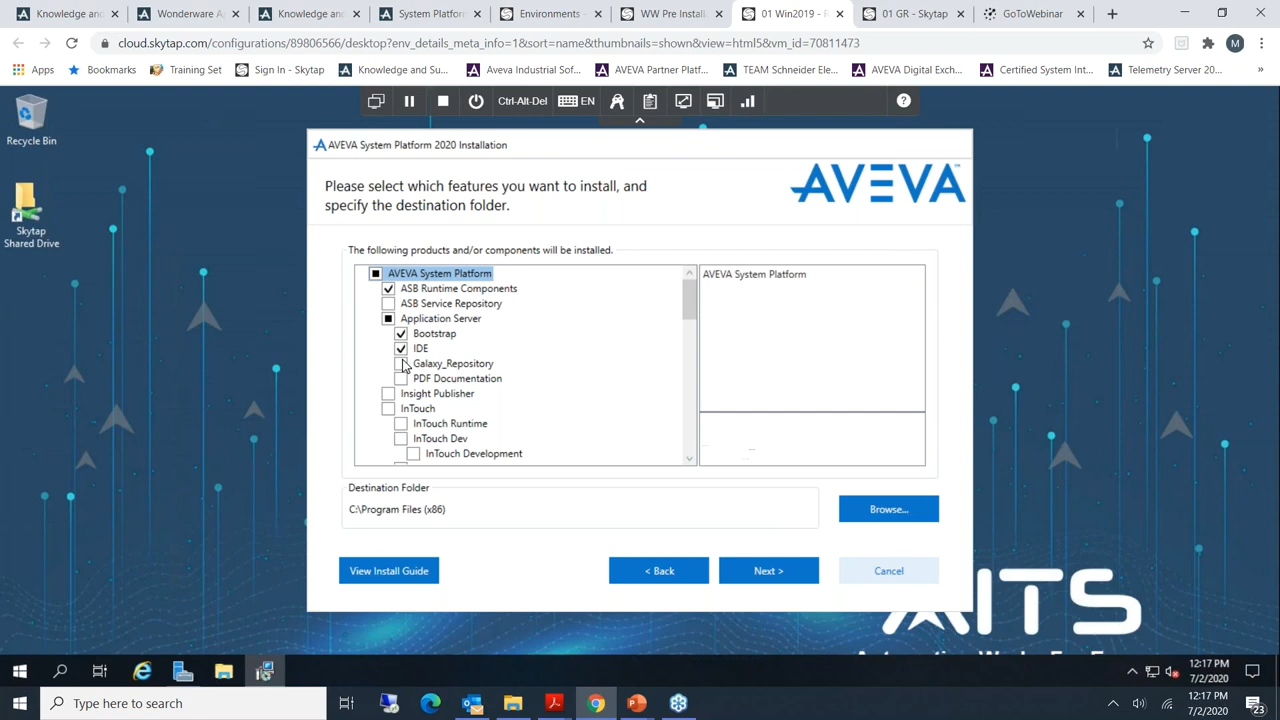 Knowledge and
Wonderware Ap
Knowledge and
System Platform
Environments -
WW Pre Install
01 Win2019 - R
01 GR - Skytap
GoToWebinar
cloud.skytap.com/configurations/89806566/desktop?env_details_meta_info=1&sort=name&thumbnails=shown&view=html5&vm_id=70811473
M
Apps
Bookmarks
Training Set
Sign In - Skytap
Knowledge and Su...
Aveva Industrial Sof...
AVEVA Partner Platf...
TEAM Schneider Ele...
AVEVA Digital Exch...
Certified System Int...
Telemetry Server 20...
Ctrl-Alt-Del
EN
Recycle Bin
Skytap
Shared Drive
AVEVA System Platform 2020 Installation
Please select which features you want to install, and
specify the destination folder.
AVEVA
The following products and/or components will be installed.
AVEVA System Platform
ASB Runtime Components
ASB Service Repository
Application Server
Bootstrap
IDE
Galaxy_Repository
PDF Documentation
Insight Publisher
InTouch
InTouch Runtime
InTouch Dev
InTouch Development
AVEVA System Platform
Destination Folder
C:\Program Files (x86)
Browse...
View Install Guide
< Back
Next >
Cancel
12:17 PM
7/2/2020
Type here to search
12:17 PM
7/2/2020
23